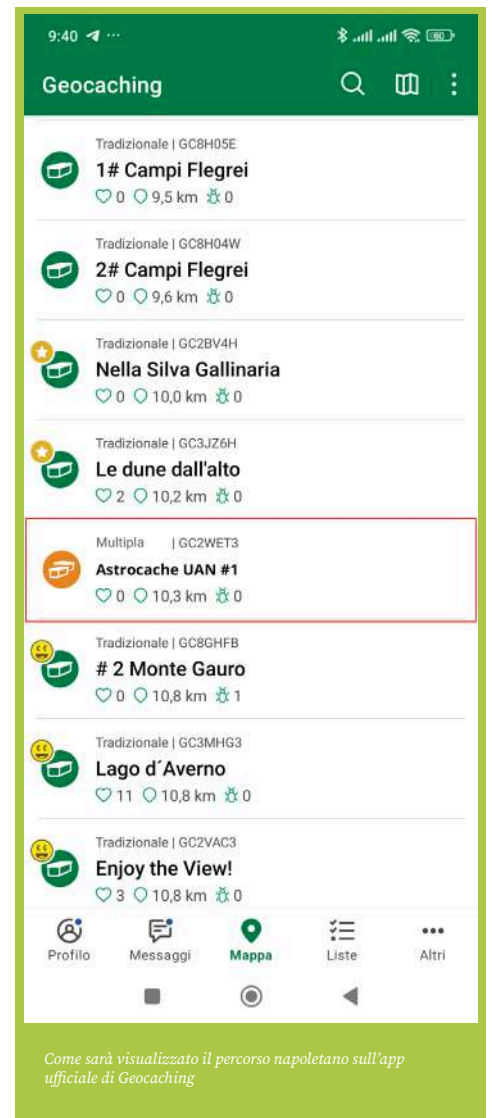 9:40
60
Geocaching
Tradizionale | GC8H05E
1# Campi Flegrei
0 9,5 km 0
Tradizionale | GC8H04W
2# Campi Flegrei
0 9,6 km 0
Tradizionale | GC2BV4H
Nella Silva Gallinaria
0 10,0 km 0
Tradizionale | GC3JZ6H
Le dune dall'alto
2 10,2 km 0
Multipla | GC2WET3
Astrocache UAN #1
0 10,3 km 0
Tradizionale | GC8GHFB
# 2 Monte Gauro
0 10,8 km 1
Tradizionale | GC3MHG3
Lago d´Averno
11 10,8 km 0
Tradizionale | GC2VAC3
Enjoy the View!
3 10,8 km 0
Profilo Messaggi Mappa Liste Altri
Come sarà visualizzato il percorso napoletano sull'app
ufficiale di Geocaching